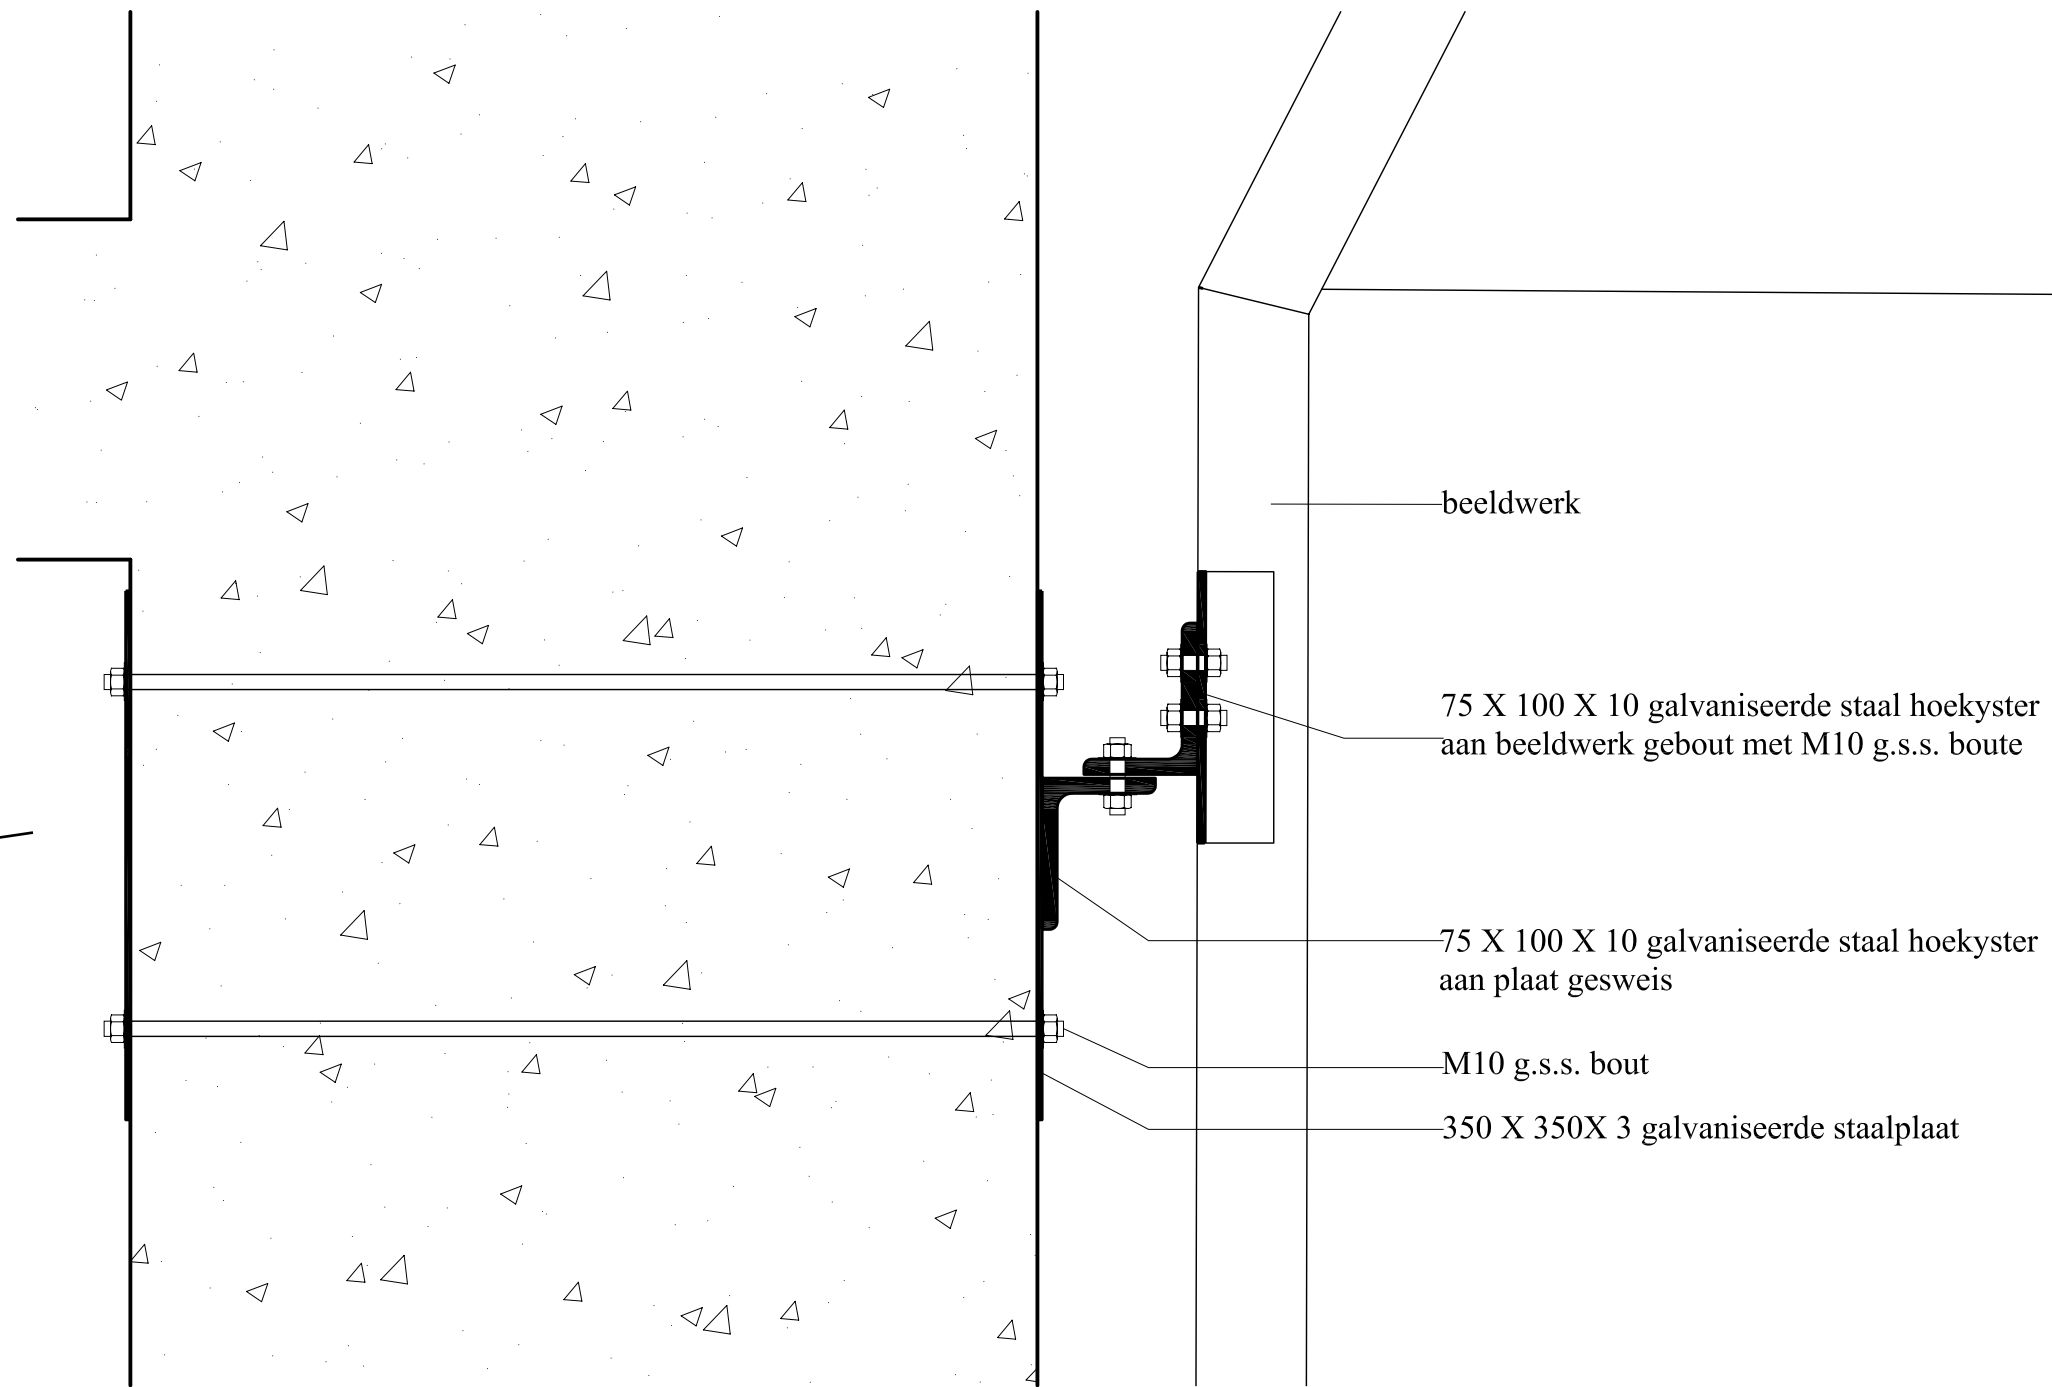 beeldwerk
75 X 100 X 10 galvaniseerde staal hoekyster
aan beeldwerk gebout met M10 g.s.s. boute
75 X 100 X 10 galvaniseerde staal hoekyster
aan plaat gesweis
M10 g.s.s. bout
350 X 350X 3 galvaniseerde staalplaat